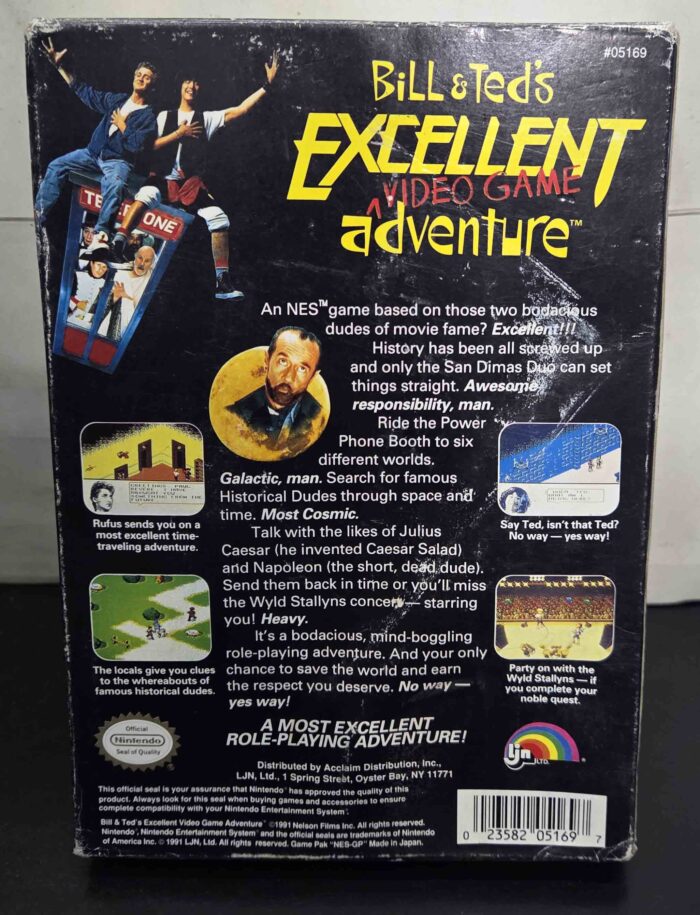 #05169
BiLL & Ted's
EXCELLENT
VIDEO GAME
adventure™
TE
ONE
An NES™ game based on those two bodacious
dudes of movie fame? Excellent!!!
History has been all screwed up
and only the San Dimas Duo can set
things straight. Awesome
responsibility, man.
Ride the Power
Phone Booth to six
different worlds.
Galactic, man. Search for famous
Historical Dudes through space and
time. Most Cosmic.
Talk with the likes of Julius
Caesar (he invented Caesar Salad)
and Napoleon (the short, dead dude).
Send them back in time or you'll miss
the Wyld Stallyns concert — starring
you! Heavy.
It's a bodacious, mind-boggling
role-playing adventure. And your only
chance to save the world and earn
the respect you deserve. No way —
yes way!
A MOST EXCELLENT
ROLE-PLAYING ADVENTURE!
Rufus sends you on a
most excellent time-
traveling adventure.
The locals give you clues
to the whereabouts of
famous historical dudes.
Say Ted, isn't that Ted?
No way — yes way!
Party on with the
Wyld Stallyns — if
you complete your
noble quest.
Official
Nintendo
Seal of Quality
Distributed by Acclaim Distribution, Inc.,
LJN, Ltd., 1 Spring Street, Oyster Bay, NY 11771
ljn LTD.
This official seal is your assurance that Nintendo® has approved the quality of this
product. Always look for this seal when buying games and accessories to ensure
complete compatibility with your Nintendo Entertainment System®.
Bill & Ted's Excellent Video Game Adventure™ ©1991 Nelson Films Inc. All rights reserved.
Nintendo®, Nintendo Entertainment System® and the official seals are trademarks of Nintendo
of America Inc. © 1991 LJN, Ltd. All rights reserved. Game Pak "NES-GP" Made in Japan.
0 23582 05169 7